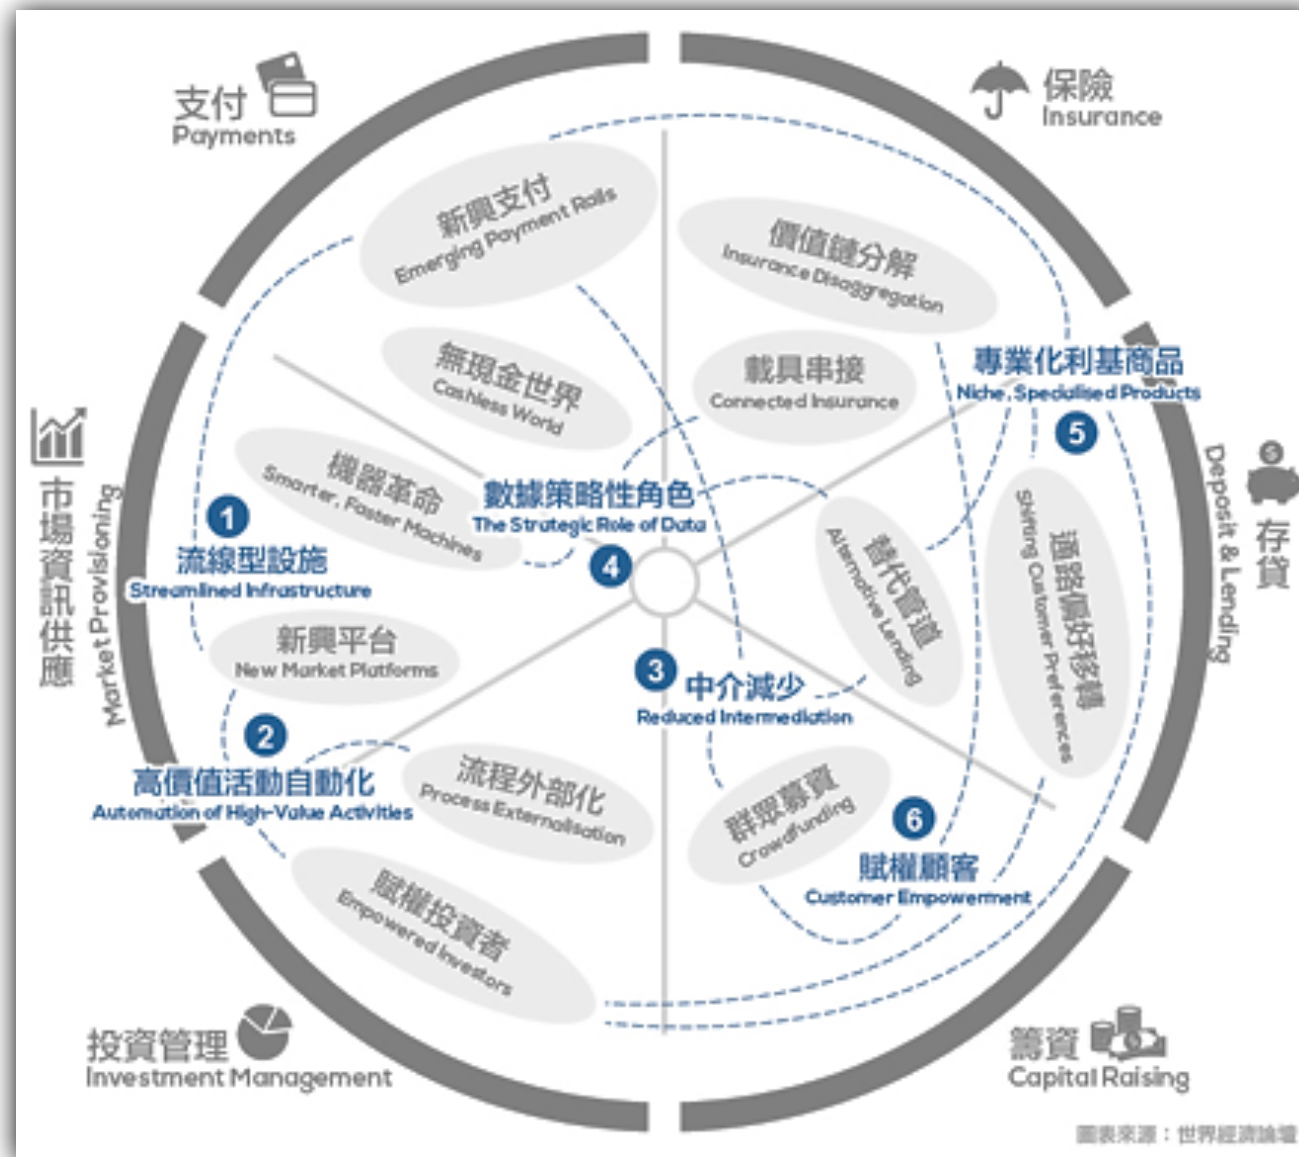 支付
Payments
保險
Insurance
新興支付
Emerging Payment Rails
價值鏈分解
Insurance Disaggregation
無現金世界
Cashless World
載具串接
Connected Insurance
專業化利基商品
Niche, Specialised Products
5
機器革命
Smarter, Faster Machines
數據策略性角色
The Strategic Role of Data
4
1
流線型設施
Streamlined Infrastructure
市場資訊供應
Market Provisioning
存貸
Deposit & Lending
替代管道
Alternative Lending
通路偏好移轉
Shifting Customer Preferences
新興平台
New Market Platforms
3
中介減少
Reduced Intermediation
2
高價值活動自動化
Automation of High-Value Activities
流程外部化
Process Externalisation
群眾募資
Crowdfunding
6
賦權顧客
Customer Empowerment
賦權投資者
Empowered Investors
投資管理
Investment Management
籌資
Capital Raising
圖表來源：世界經濟論壇